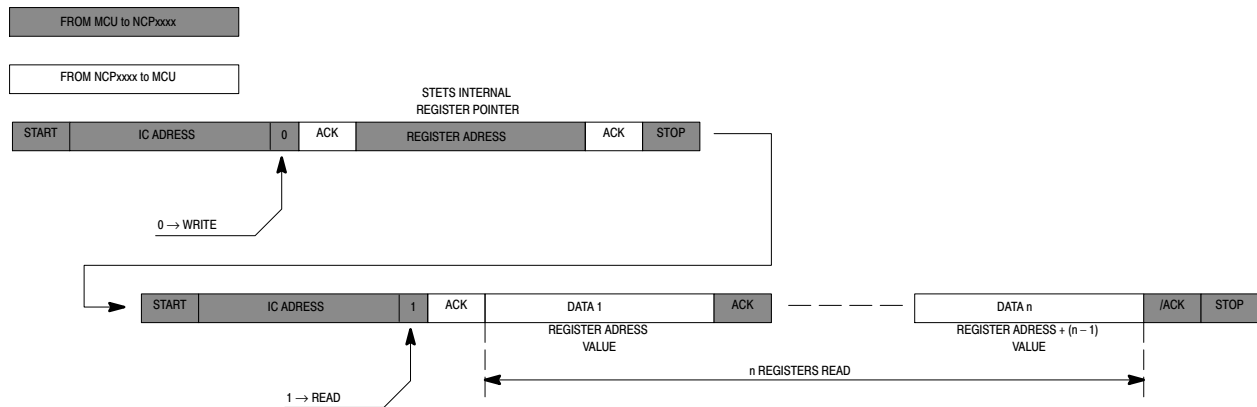 FROM MCU to NCPxxxx
FROM NCPxxxx to MCU
STETS INTERNAL
REGISTER POINTER
START IC ADRESS 0 ACK REGISTER ADRESS ACK STOP
0 → WRITE
START IC ADRESS 1 ACK DATA 1 ACK DATA n /ACK STOP
REGISTER ADRESS REGISTER ADRESS + (n – 1)
VALUE VALUE
n REGISTERS READ
1 → READ